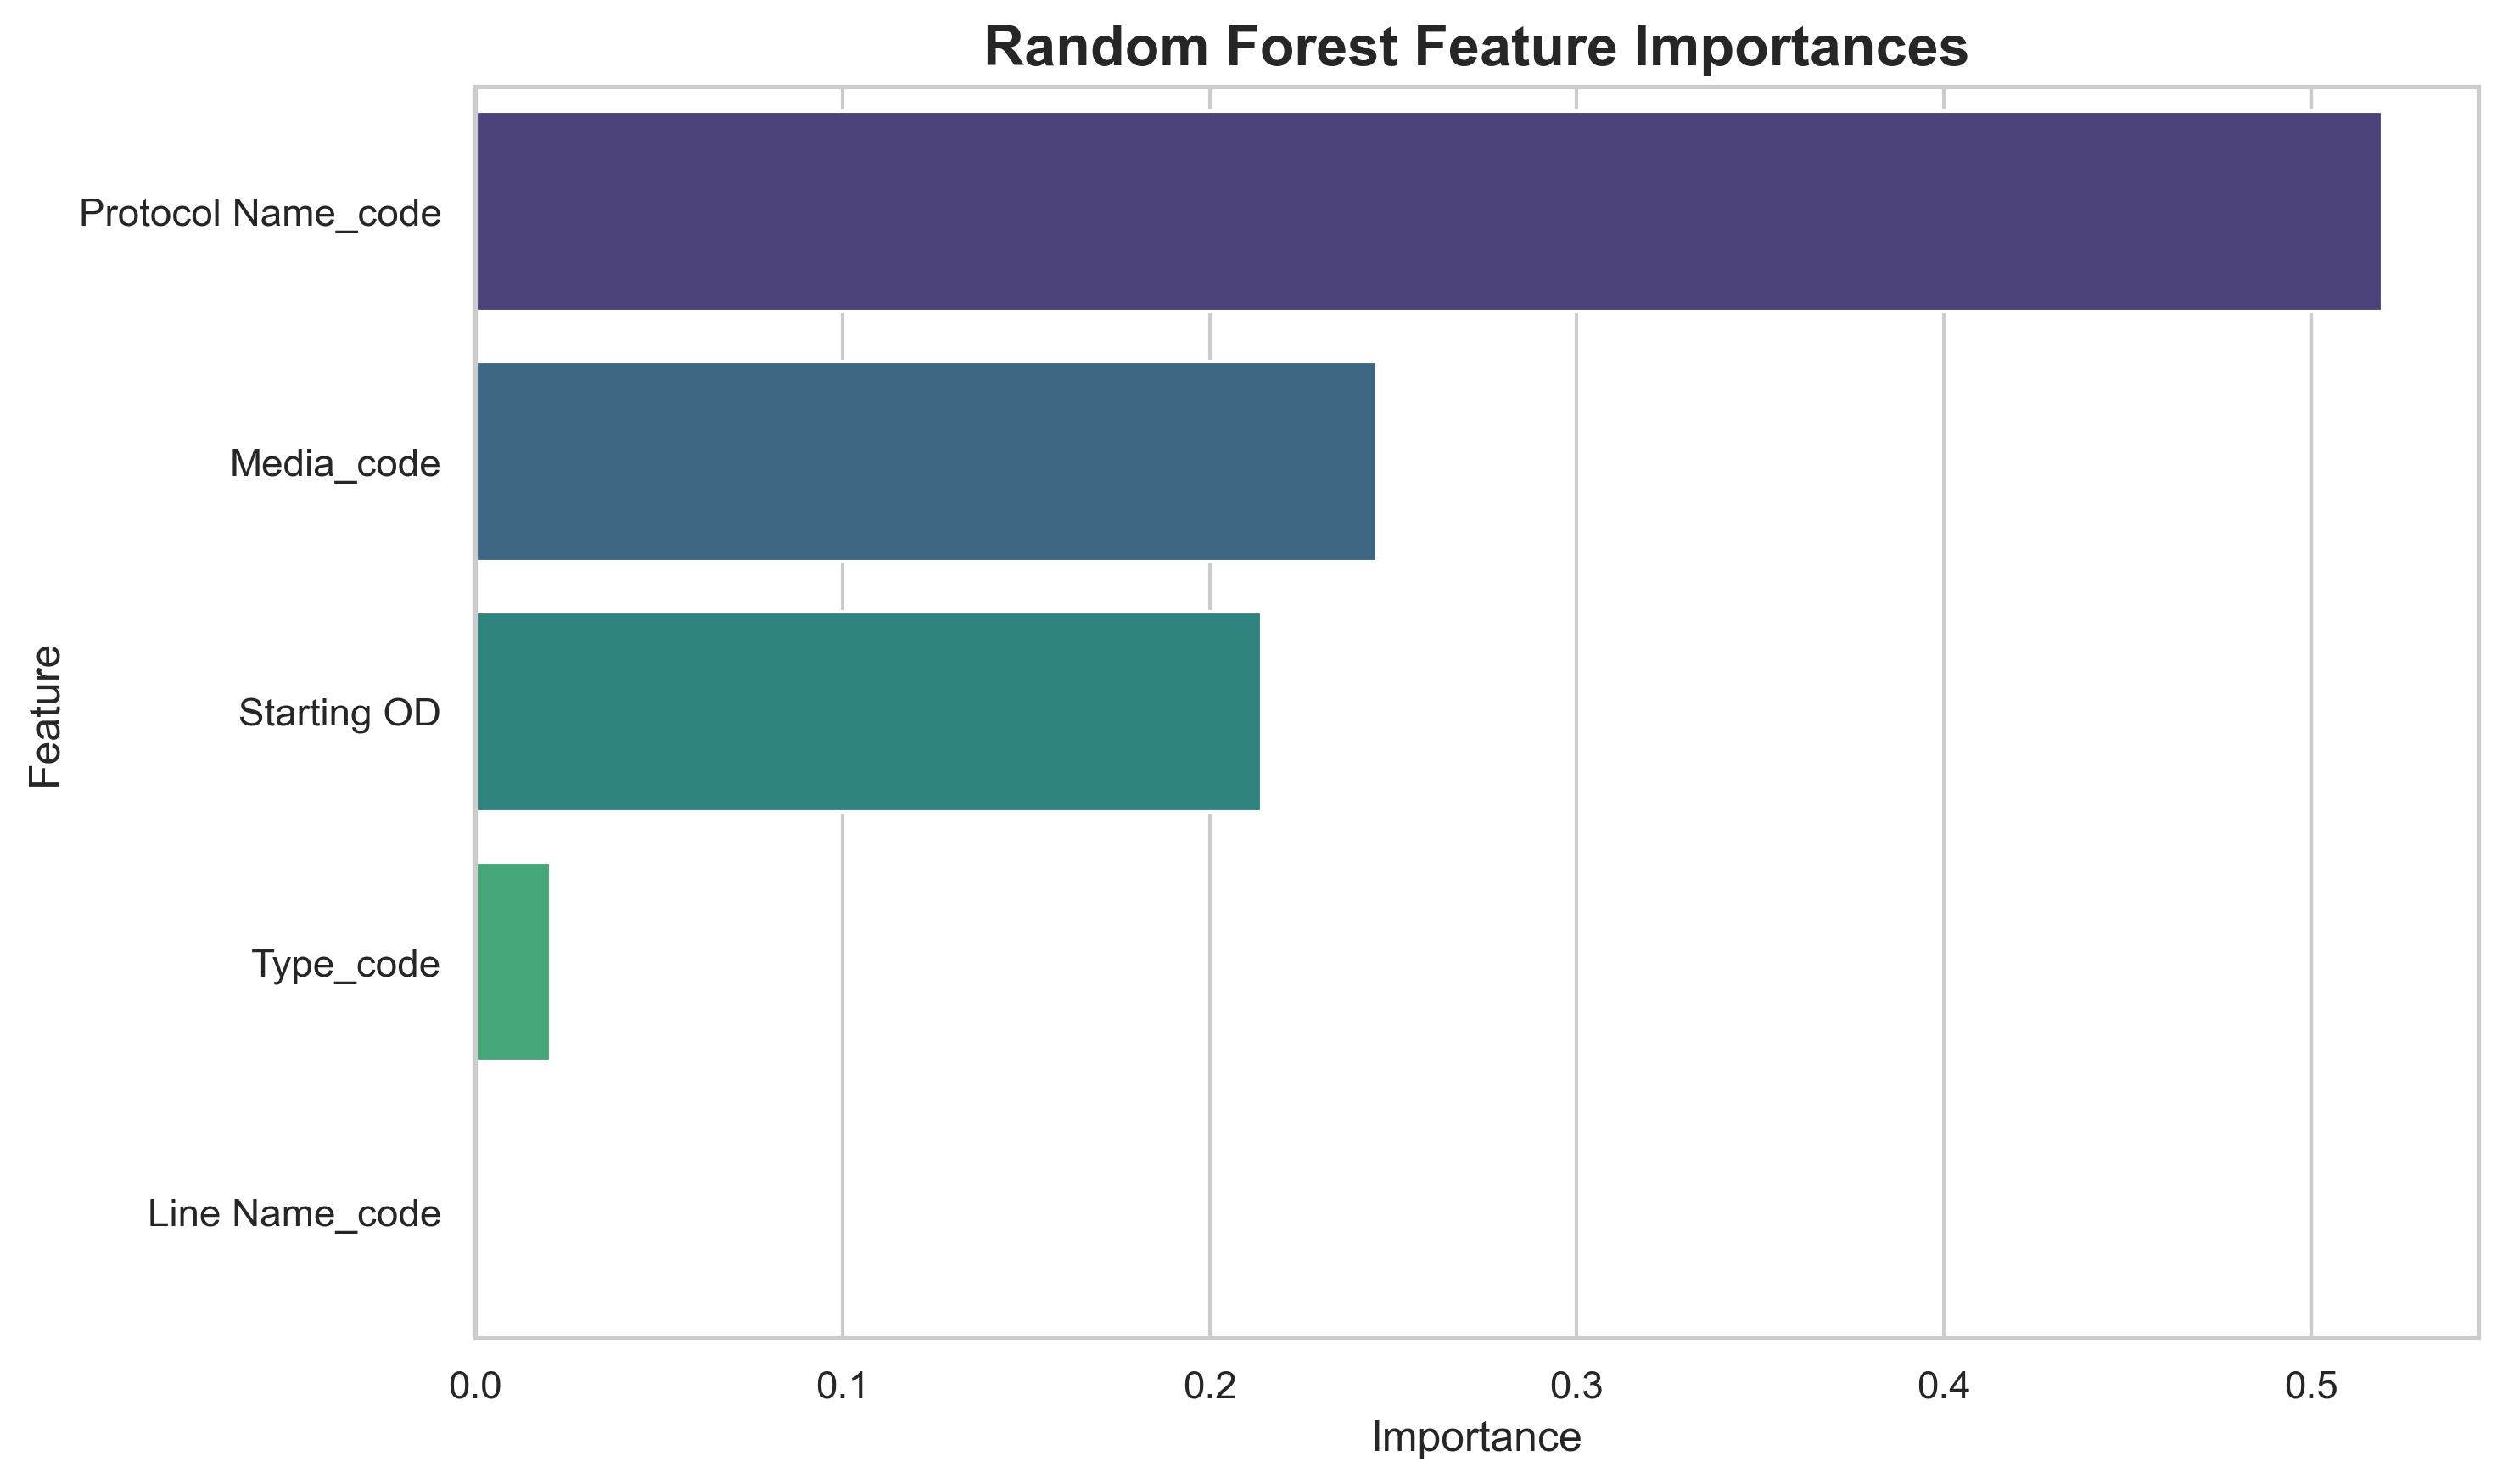 Random Forest Feature Importances
Protocol Name_code
Media_code
Starting OD
Type_code
Line Name_code
Feature
0.0 0.1 0.2 0.3 0.4 0.5
Importance